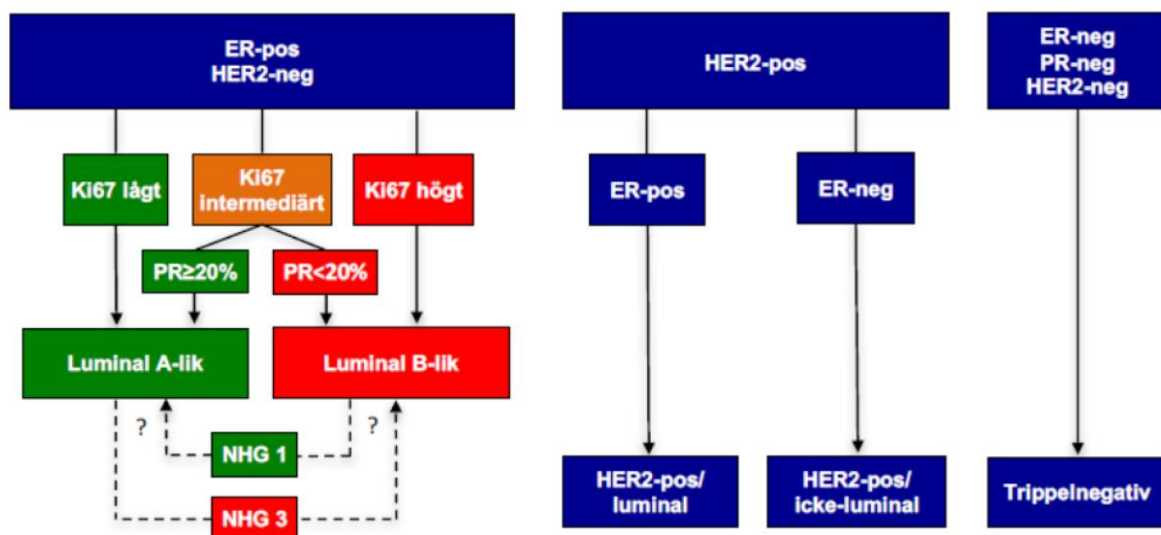 ER-pos
HER2-neg
HER2-pos
ER-neg
PR-neg
HER2-neg
Ki67 lågt
Ki67
intermediärt
Ki67 högt
ER-pos
ER-neg
PR≥20%
PR<20%
Luminal A-lik
Luminal B-lik
?
?
NHG 1
NHG 3
HER2-pos/
luminal
HER2-pos/
icke-luminal
Trippelnegativ